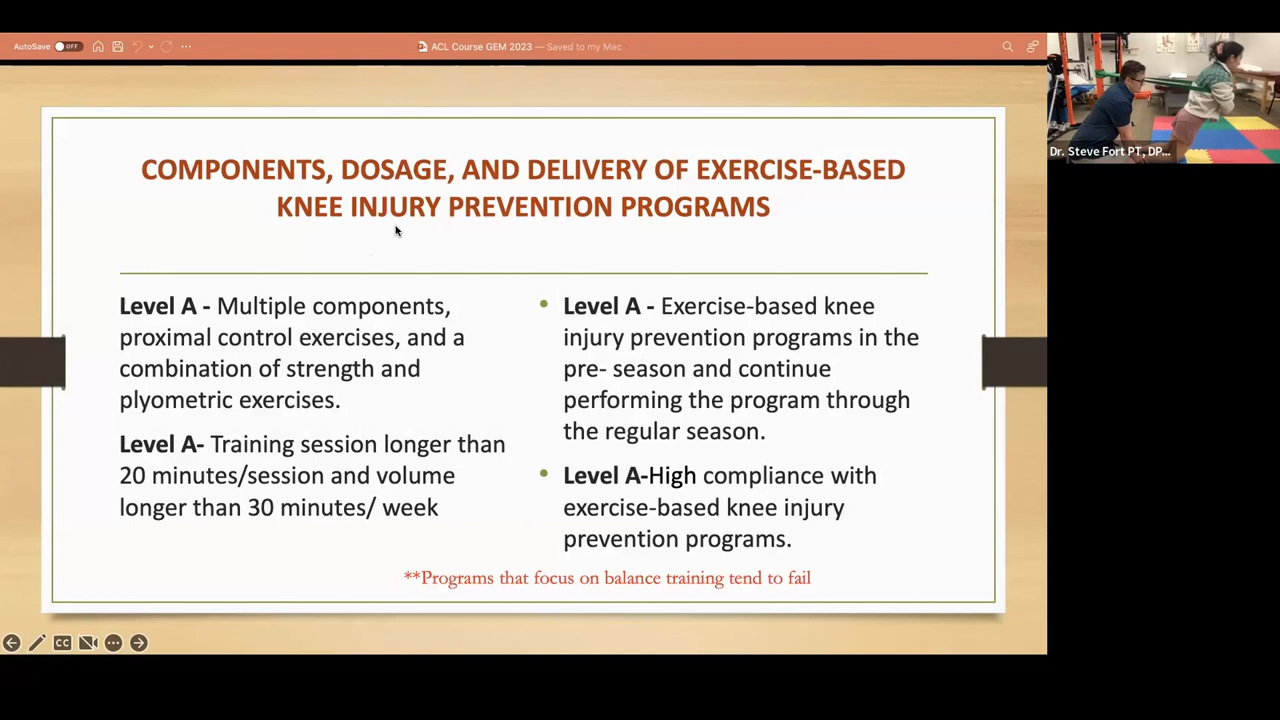 AutoSave OFF
ACL Course GEM 2023 — Saved to my Mac
Dr. Steve Fort PT, DP...
COMPONENTS, DOSAGE, AND DELIVERY OF EXERCISE-BASED
KNEE INJURY PREVENTION PROGRAMS
Level A - Multiple components,
proximal control exercises, and a
combination of strength and
plyometric exercises.
Level A- Training session longer than
20 minutes/session and volume
longer than 30 minutes/ week
• Level A - Exercise-based knee
injury prevention programs in the
pre- season and continue
performing the program through
the regular season.
• Level A-High compliance with
exercise-based knee injury
prevention programs.
**Programs that focus on balance training tend to fail
CC